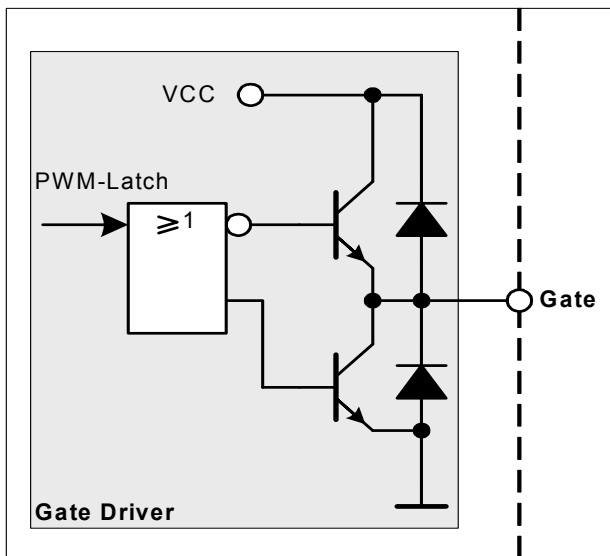 VCC
PWM-Latch
≥1
Gate
Gate Driver